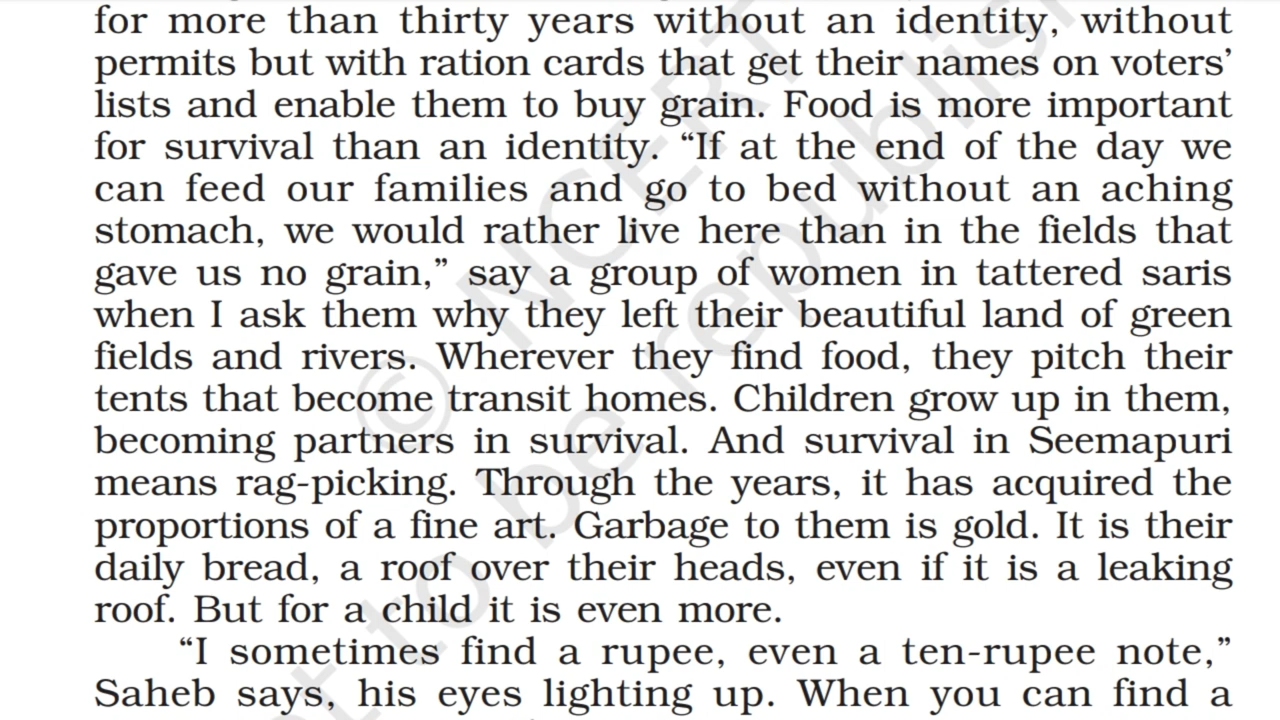 for more than thirty years without an identity, without
permits but with ration cards that get their names on voters’
lists and enable them to buy grain. Food is more important
for survival than an identity. “If at the end of the day we
can feed our families and go to bed without an aching
stomach, we would rather live here than in the fields that
gave us no grain,” say a group of women in tattered saris
when I ask them why they left their beautiful land of green
fields and rivers. Wherever they find food, they pitch their
tents that become transit homes. Children grow up in them,
becoming partners in survival. And survival in Seemapuri
means rag-picking. Through the years, it has acquired the
proportions of a fine art. Garbage to them is gold. It is their
daily bread, a roof over their heads, even if it is a leaking
roof. But for a child it is even more.
“I sometimes find a rupee, even a ten-rupee note,”
Saheb says, his eyes lighting up. When you can find a
© NCERT
to be republish